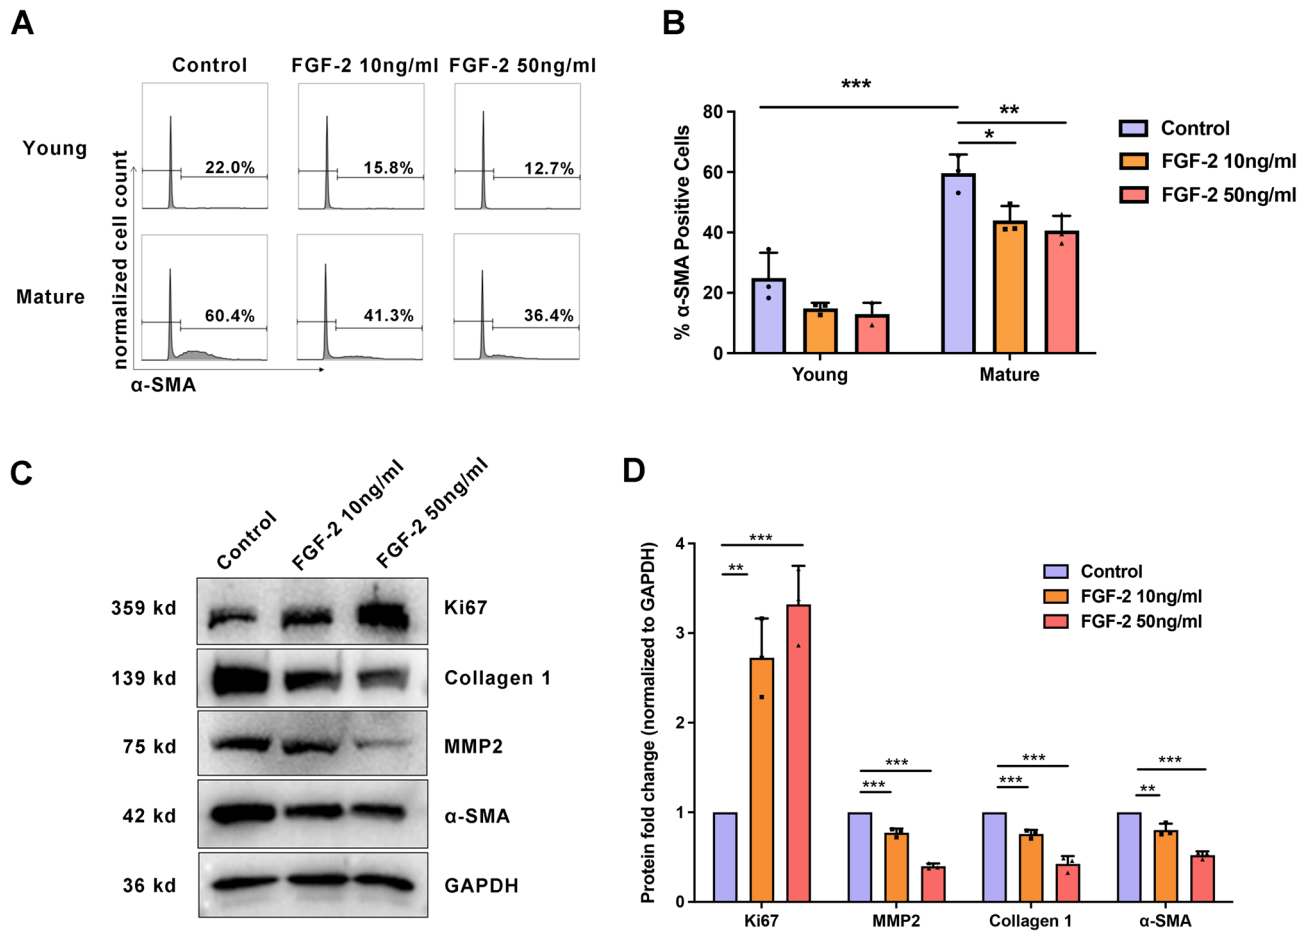 A
Control FGF-2 10ng/ml FGF-2 50ng/ml
Young
22.0% 15.8% 12.7%
Mature
60.4% 41.3% 36.4%
normalized cell count
α-SMA
B
% α-SMA Positive Cells
80
60
40
20
0
***
**
*
Young Mature
Control
FGF-2 10ng/ml
FGF-2 50ng/ml
C
Control FGF-2 10ng/ml FGF-2 50ng/ml
359 kd Ki67
139 kd Collagen 1
75 kd MMP2
42 kd α-SMA
36 kd GAPDH
D
Protein fold change (normalized to GAPDH)
4
3
2
1
0
***
**
***
***
***
***
***
**
Ki67 MMP2 Collagen 1 α-SMA
Control
FGF-2 10ng/ml
FGF-2 50ng/ml